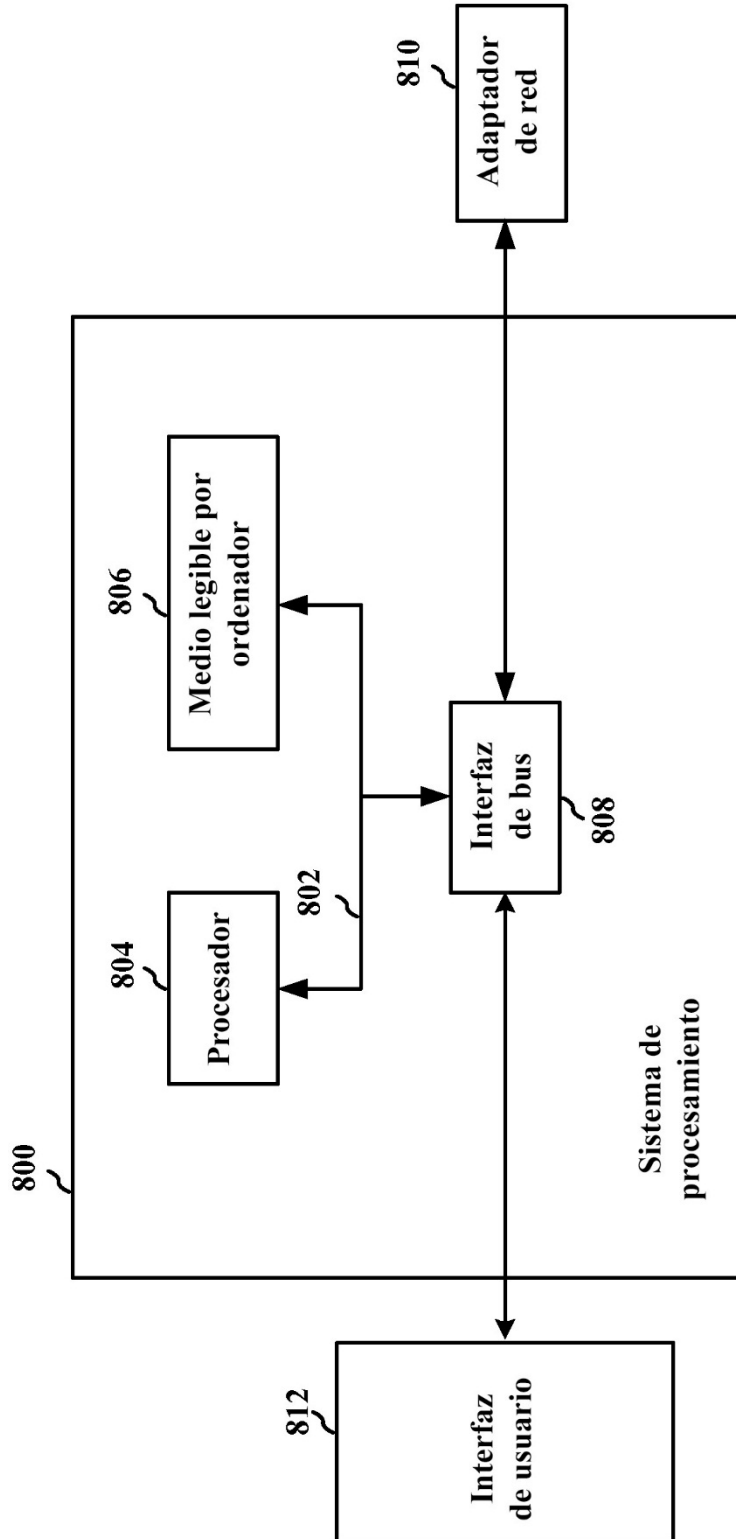 800
804
Procesador
802
806
Medio legible por
ordenador
Interfaz
de bus
808
Sistema de
procesamiento
812
Interfaz
de usuario
810
Adaptador
de red